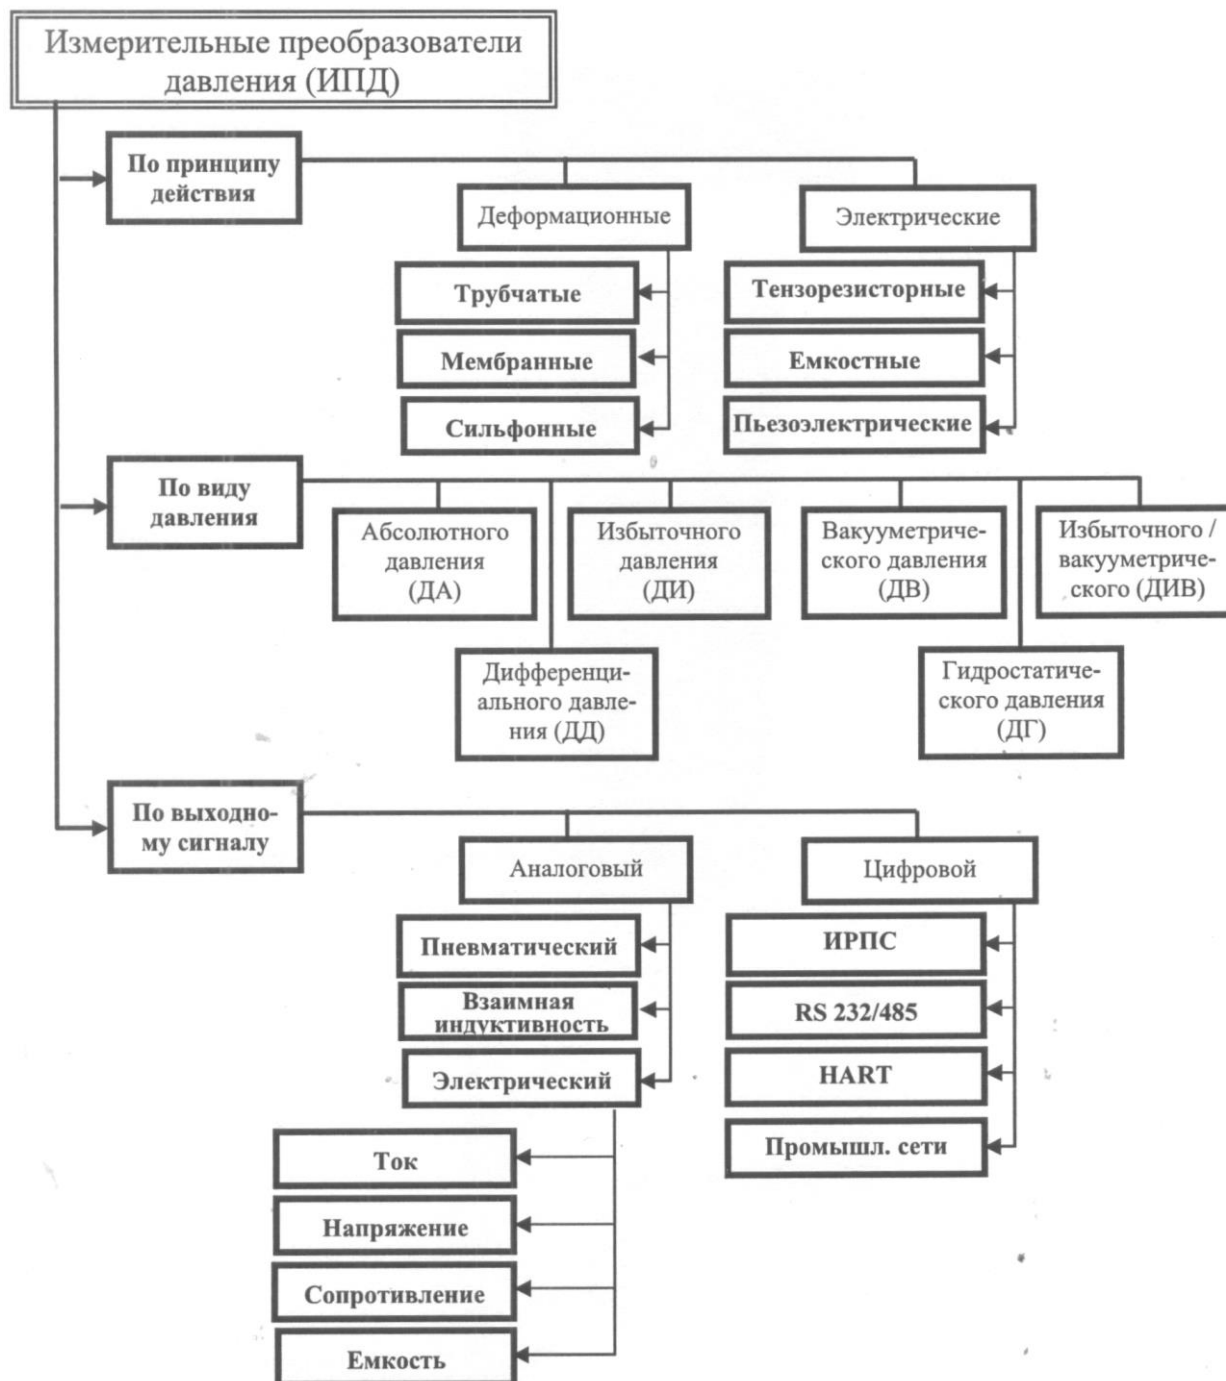 Измерительные преобразователи
давления (ИПД)
По принципу
действия
Деформационные
Электрические
Трубчатые
Тензорезисторные
Мембранные
Емкостные
Сильфонные
Пьезоэлектрические
По виду
давления
Абсолютного
давления
(ДА)
Избыточного
давления
(ДИ)
Вакууметриче-
ского давления
(ДВ)
Избыточного /
вакууметриче-
ского (ДИВ)
Дифференци-
ального давле-
ния (ДД)
Гидростатиче-
ского давления
(ДГ)
По выходно-
му сигналу
Аналоговый
Цифровой
Пневматический
ИРПС
Взаимная
индуктивность
RS 232/485
Электрический
HART
Промышл. сети
Ток
Напряжение
Сопротивление
Емкость